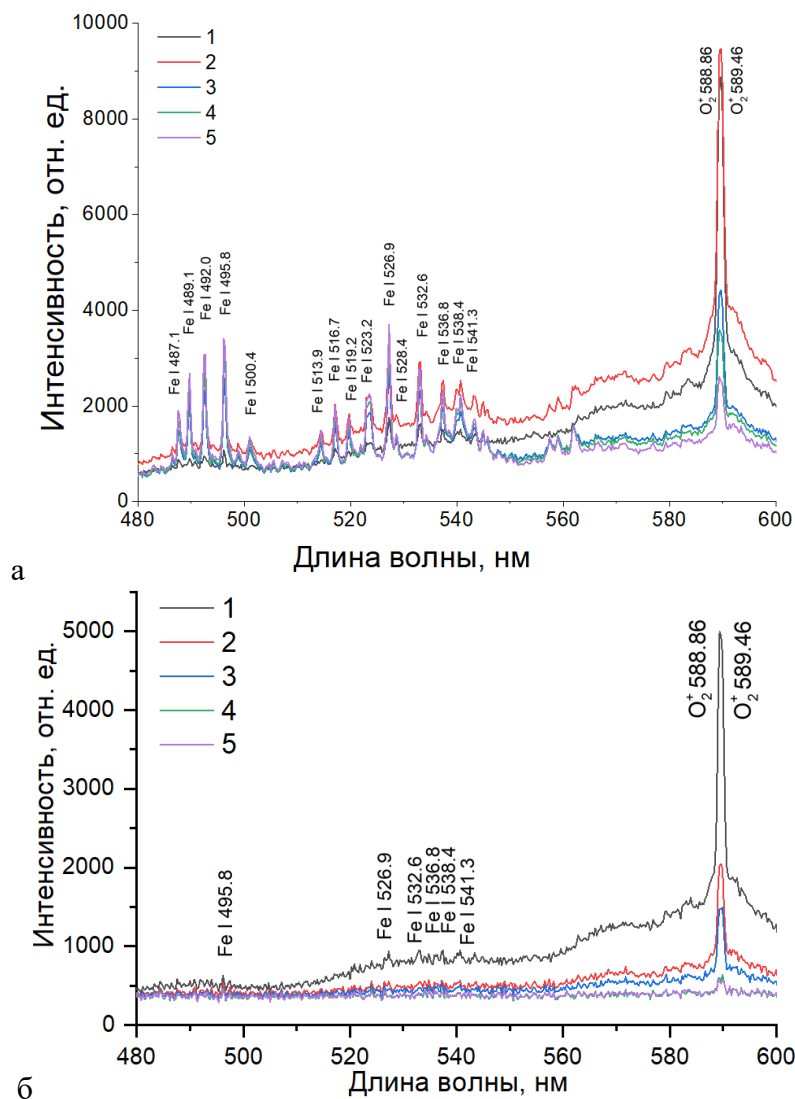 10000
8000
6000
4000
2000
0
Интенсивность, отн. ед.
1
2
3
4
5
Fe I 487.1
Fe I 489.1
Fe I 492.0
Fe I 495.8
Fe I 500.4
Fe I 513.9
Fe I 516.7
Fe I 519.2
Fe I 523.2
Fe I 526.9
Fe I 528.4
Fe I 532.6
Fe I 536.8
Fe I 538.4
Fe I 541.3
O₂⁺ 588.86
O₂⁺ 589.46
480 500 520 540 560 580 600
Длина волны, нм
а
5000
4000
3000
2000
1000
0
Интенсивность, отн. ед.
1
2
3
4
5
Fe I 495.8
Fe I 526.9
Fe I 532.6
Fe I 536.8
Fe I 538.4
Fe I 541.3
O₂⁺ 588.86
O₂⁺ 589.46
480 500 520 540 560 580 600
Длина волны, нм
б